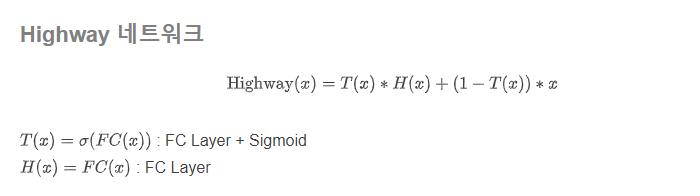 Highway 네트워크
Highway(x) = T(x) * H(x) + (1 − T(x)) * x
T(x) = σ(FC(x)) : FC Layer + Sigmoid
H(x) = FC(x) : FC Layer